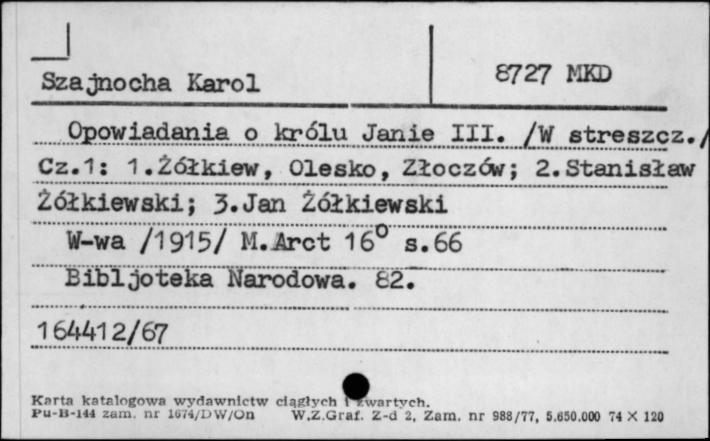 Szajnocha Karol
8727 MKD
Opowiadania o królu Janie III. /W streszcz./
Cz.1: 1.Żółkiew, Olesko, Złoczów; 2.Stanisław
Żółkiewski; 3.Jan Żółkiewski
W-wa /1915/ M.Arct 16° s.66
Bibljoteka Narodowa. 82.
164412/67
Karta katalogowa wydawnictw ciągłych i zwartych.
Pu-B-144 zam. nr 1674/DW/On W.Z.Graf. Z-d 2, Zam. nr 988/77, 5.650.000 74 X 120